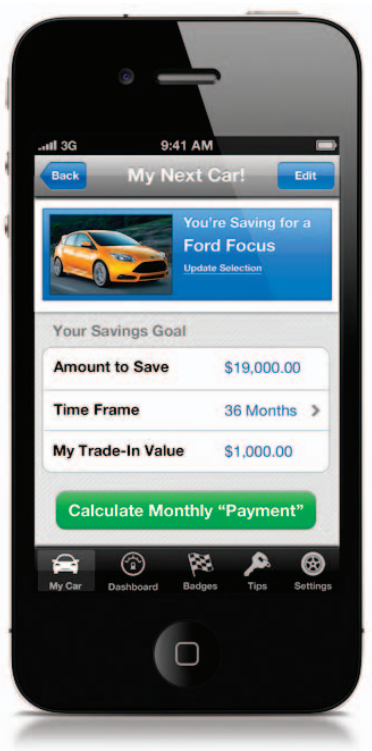 3G 9:41 AM
Back My Next Car! Edit
You're Saving for a
Ford Focus
Update Selection
Your Savings Goal
Amount to Save $19,000.00
Time Frame 36 Months >
My Trade-In Value $1,000.00
Calculate Monthly “Payment”
My Car Dashboard Badges Tips Settings